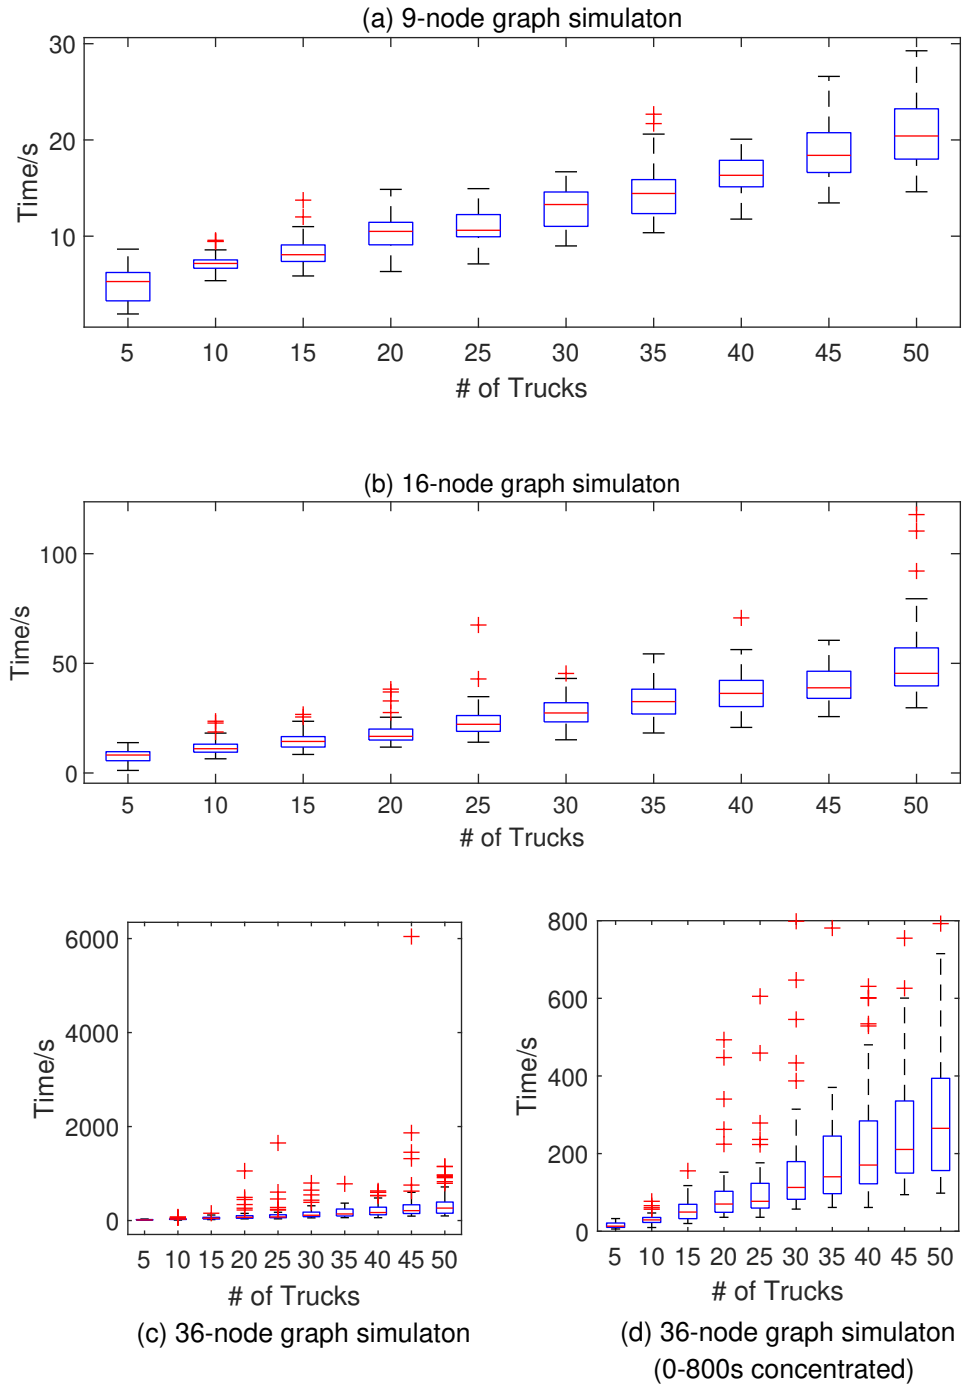 (a) 9-node graph simulaton
30
20
10
Time/s
5 10 15 20 25 30 35 40 45 50
# of Trucks
(b) 16-node graph simulaton
100
50
0
Time/s
5 10 15 20 25 30 35 40 45 50
# of Trucks
6000
4000
2000
0
Time/s
5 10 15 20 25 30 35 40 45 50
# of Trucks
(c) 36-node graph simulaton
800
600
400
200
0
Time/s
5 10 15 20 25 30 35 40 45 50
# of Trucks
(d) 36-node graph simulaton
(0-800s concentrated)